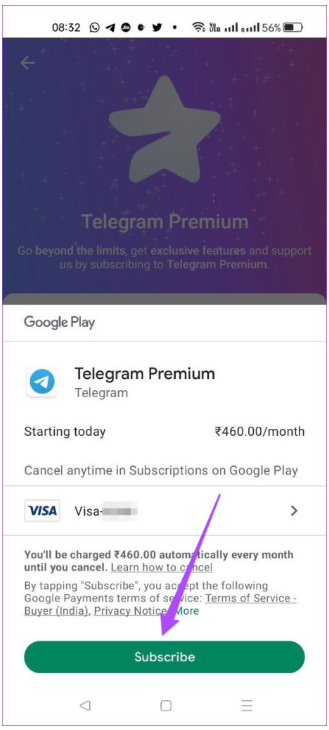 08:32 56%
Telegram Premium
Go beyond the limits, get exclusive features and support
us by subscribing to Telegram Premium.
Google Play
Telegram Premium
Telegram
Starting today ₹460.00/month
Cancel anytime in Subscriptions on Google Play
VISA Visa-
You'll be charged ₹460.00 automatically every month
until you cancel. Learn how to cancel
By tapping "Subscribe", you accept the following
Google Payments terms of service: Terms of Service -
Buyer (India), Privacy Notice. More
Subscribe